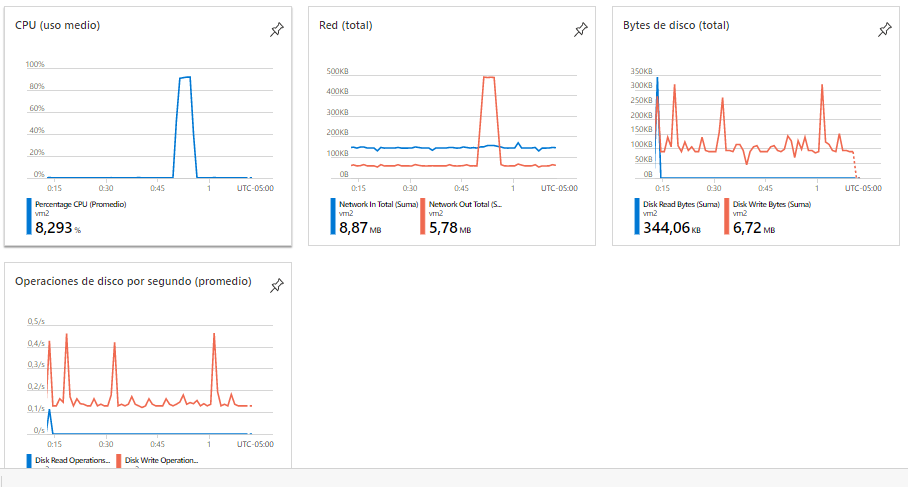 CPU (uso medio)
100%
80%
60%
40%
20%
0%
0:15 0:30 0:45 1 UTC-05:00
Percentage CPU (Promedio)
vm2
8,293 %
Red (total)
500KB
400KB
300KB
200KB
100KB
0B
0:15 0:30 0:45 1 UTC-05:00
Network In Total (Suma) Network Out Total (S...
vm2 vm2
8,87 MB 5,78 MB
Bytes de disco (total)
350KB
300KB
250KB
200KB
150KB
100KB
50KB
0B
0:15 0:30 0:45 1 UTC-05:00
Disk Read Bytes (Suma) Disk Write Bytes (Suma)
vm2 vm2
344,06 KB 6,72 MB
Operaciones de disco por segundo (promedio)
0,5/s
0,4/s
0,3/s
0,2/s
0,1/s
0/s
0:15 0:30 0:45 1 UTC-05:00
Disk Read Operations... Disk Write Operation...